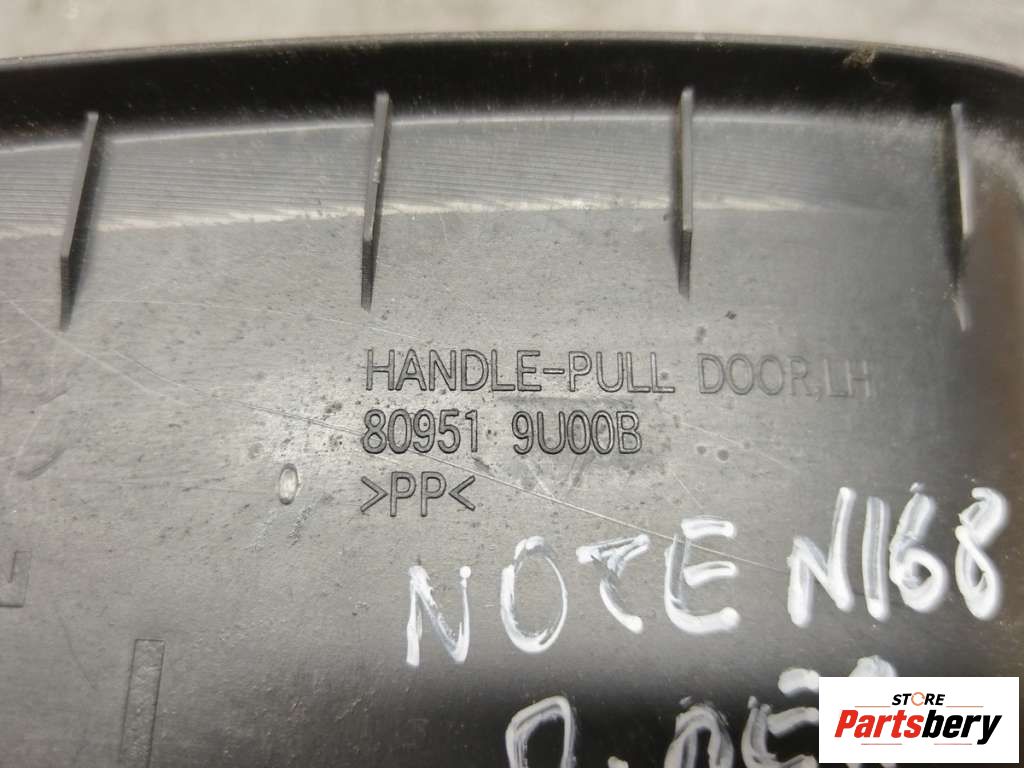 HANDLE-PULL DOOR,LH
80951 9U00B
>PP<
NOTE N168
STORE
Partsbery